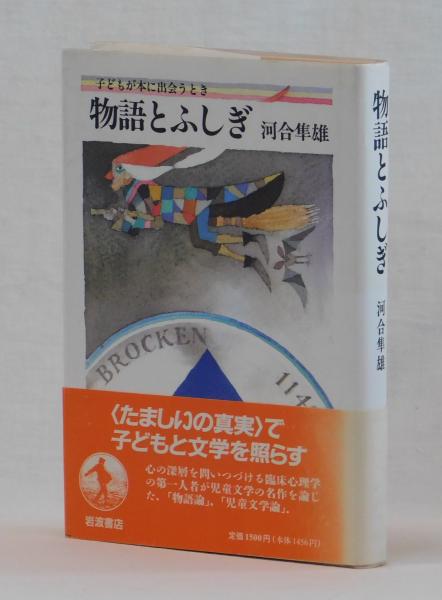 子どもが本に出会うとき
物語とふしぎ 河合隼雄
BROCKEN
114
〈たましいの真実〉で
子どもと文学を照らす
心の深層を問いつづける臨床心理学
の第一人者が児童文学の名作を論じ
た、「物語論」、「児童文学論」.
岩波書店
定価1500円(本体1456円)
物語とふしぎ 河合隼雄